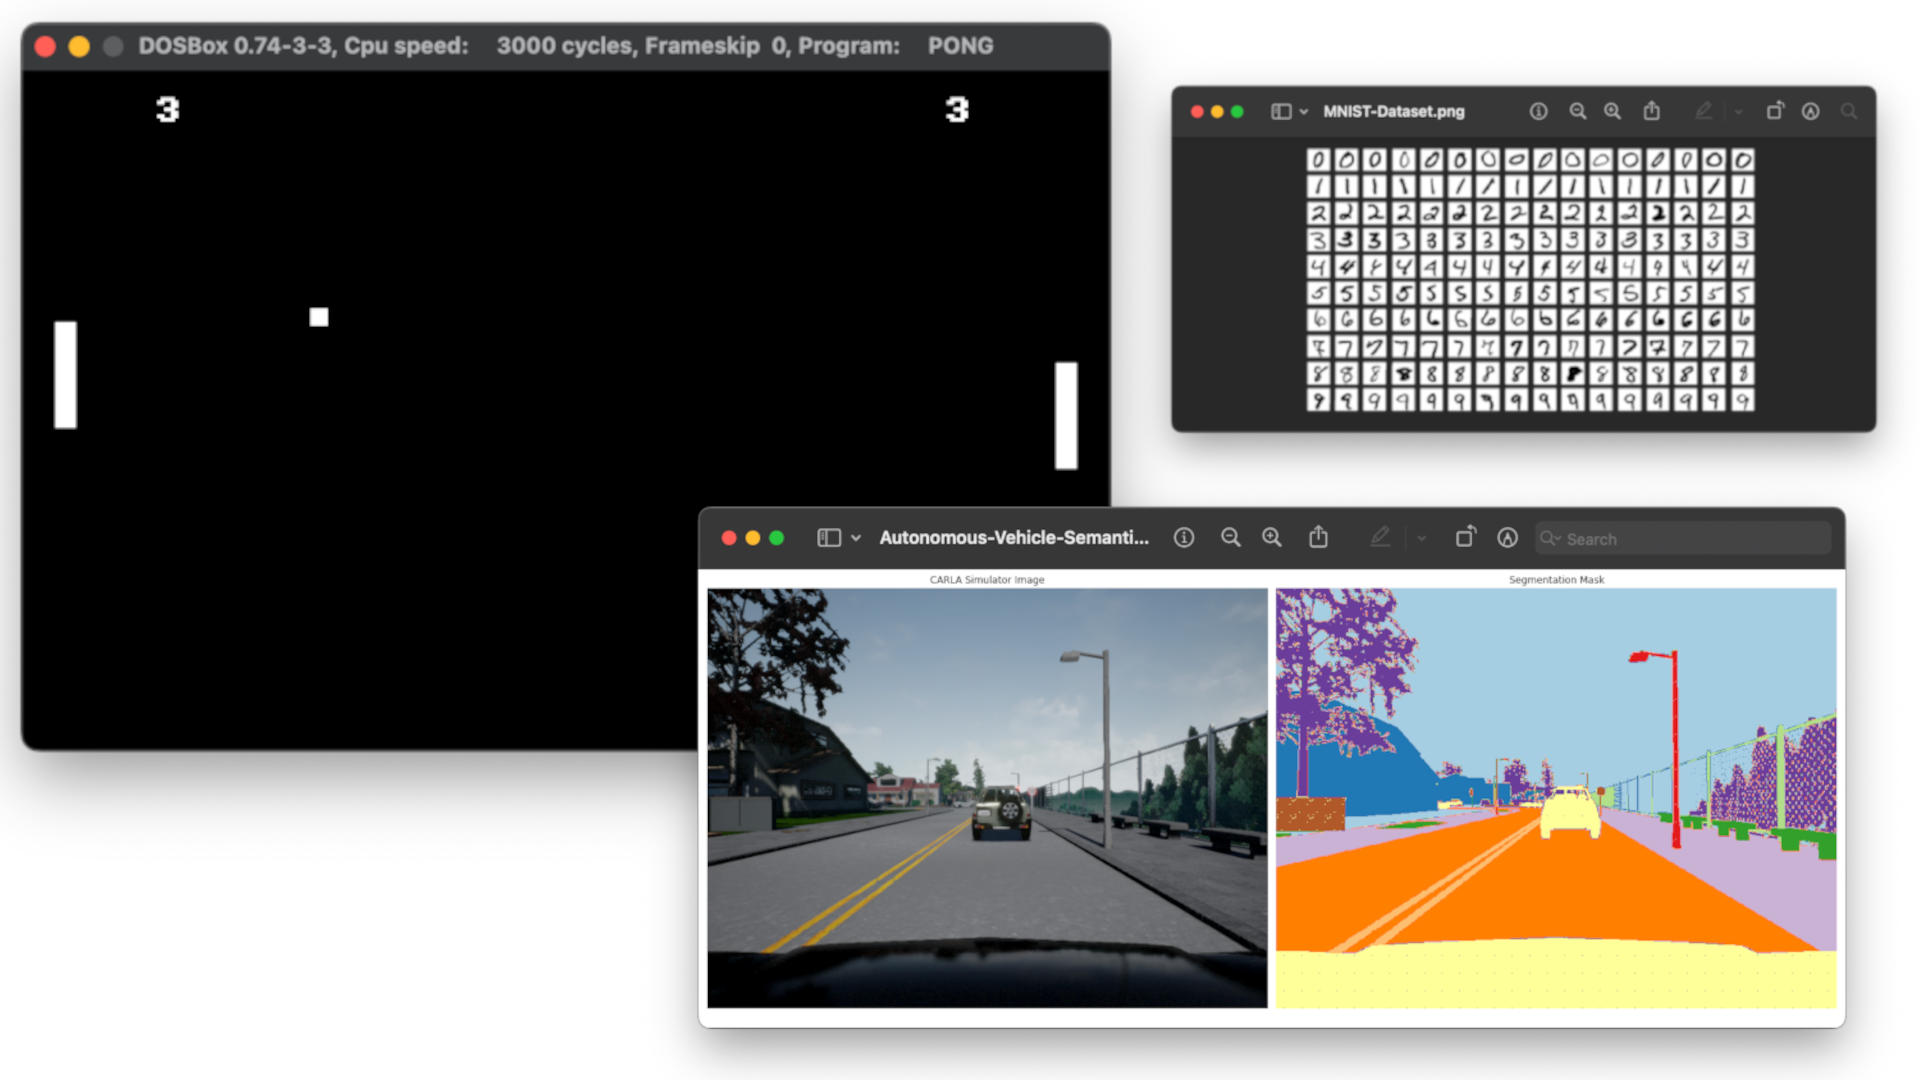 DOSBox 0.74-3-3, Cpu speed: 3000 cycles, Frameskip 0, Program: PONG
3 3
MNIST-Dataset.png
0 0 0 0 0 0 0 0 0 0 0 0 0 0 0 0
1 1 1 1 1 1 1 1 1 1 1 1 1 1 1 1
2 2 2 2 2 2 2 2 2 2 2 2 2 2 2 2
3 3 3 3 3 3 3 3 3 3 3 3 3 3 3 3
4 4 4 4 4 4 4 4 4 4 4 4 4 4 4 4
5 5 5 5 5 5 5 5 5 5 5 5 5 5 5 5
6 6 6 6 6 6 6 6 6 6 6 6 6 6 6 6
7 7 7 7 7 7 7 7 7 7 7 7 7 7 7 7
8 8 8 8 8 8 8 8 8 8 8 8 8 8 8 8
9 9 9 9 9 9 9 9 9 9 9 9 9 9 9 9
Autonomous-Vehicle-Semanti...
Search
CARLA Simulator Image
Segmentation Mask